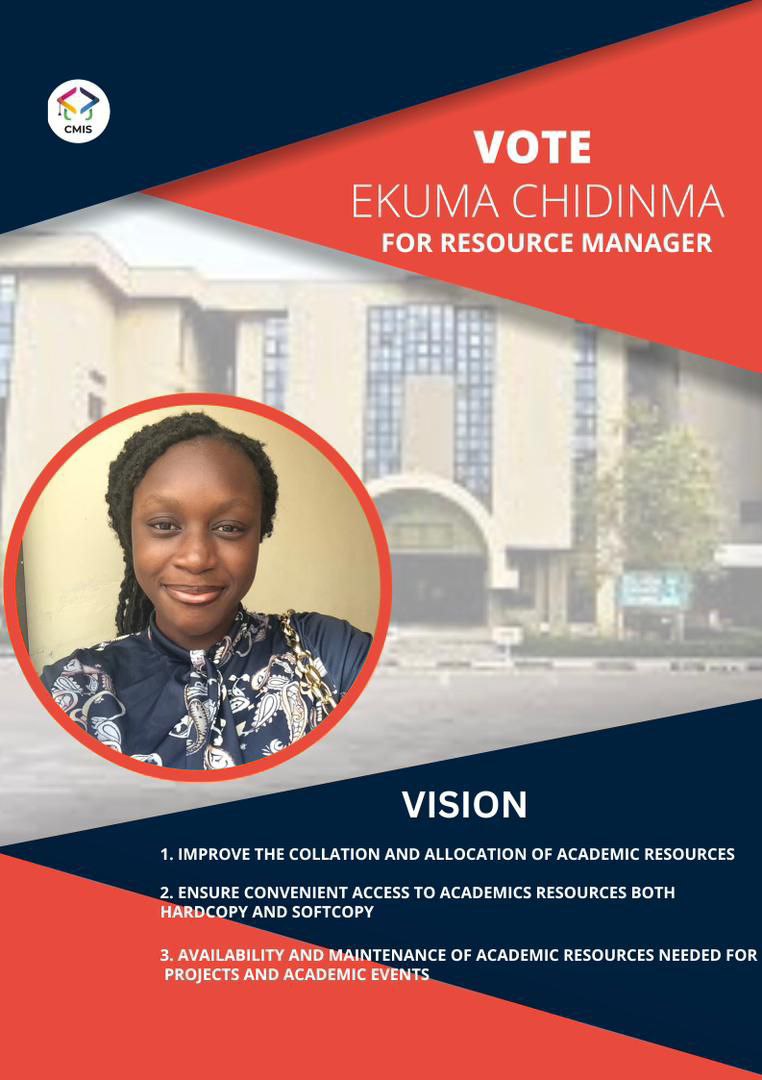 CMIS
VOTE
EKUMA CHIDINMA
FOR RESOURCE MANAGER
VISION
1. IMPROVE THE COLLATION AND ALLOCATION OF ACADEMIC RESOURCES
2. ENSURE CONVENIENT ACCESS TO ACADEMICS RESOURCES BOTH
HARDCOPY AND SOFTCOPY
3. AVAILABILITY AND MAINTENANCE OF ACADEMIC RESOURCES NEEDED FOR
PROJECTS AND ACADEMIC EVENTS